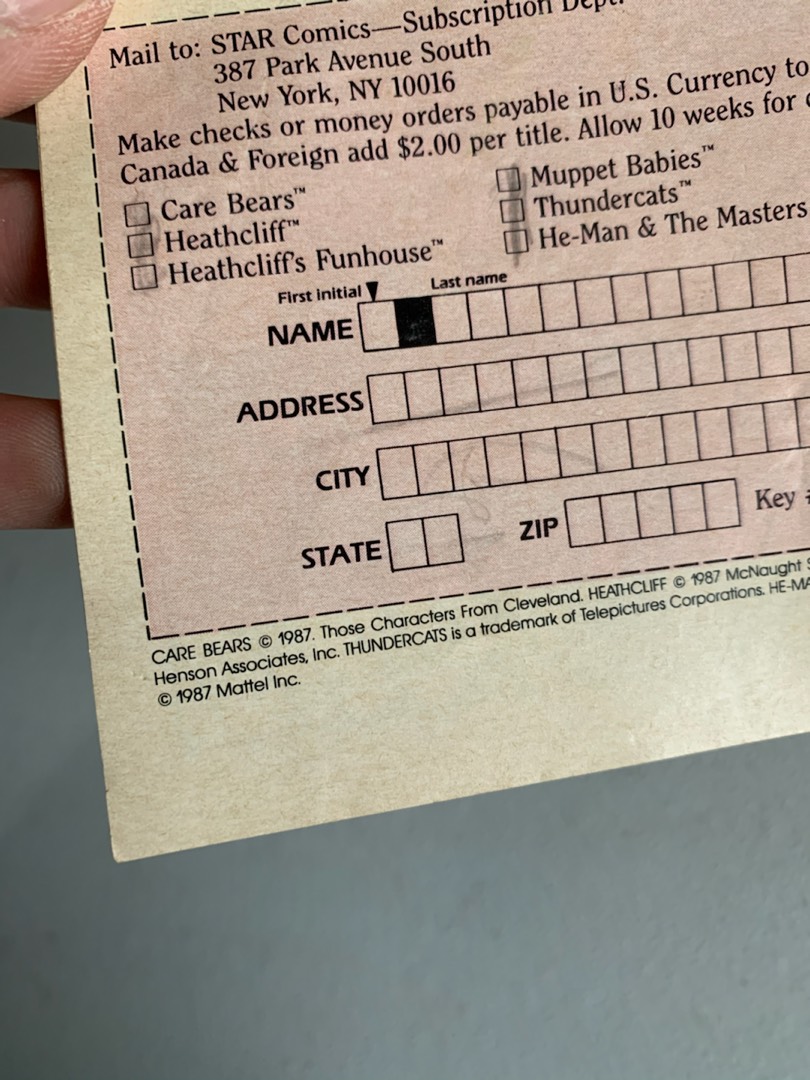 Mail to: STAR Comics—Subscription Dept.
387 Park Avenue South
New York, NY 10016
Make checks or money orders payable in U.S. Currency to
Canada & Foreign add $2.00 per title. Allow 10 weeks for
☐ Care Bears™
☐ Heathcliff™
☐ Heathcliff's Funhouse™
☐ Muppet Babies™
☐ Thundercats™
☐ He-Man & The Masters
First initial ▼ Last name
NAME
ADDRESS
CITY
STATE ZIP Key
CARE BEARS © 1987. Those Characters From Cleveland. HEATHCLIFF © 1987 McNaught
Henson Associates, Inc. THUNDERCATS is a trademark of Telepictures Corporations. HE-MA
© 1987 Mattel Inc.